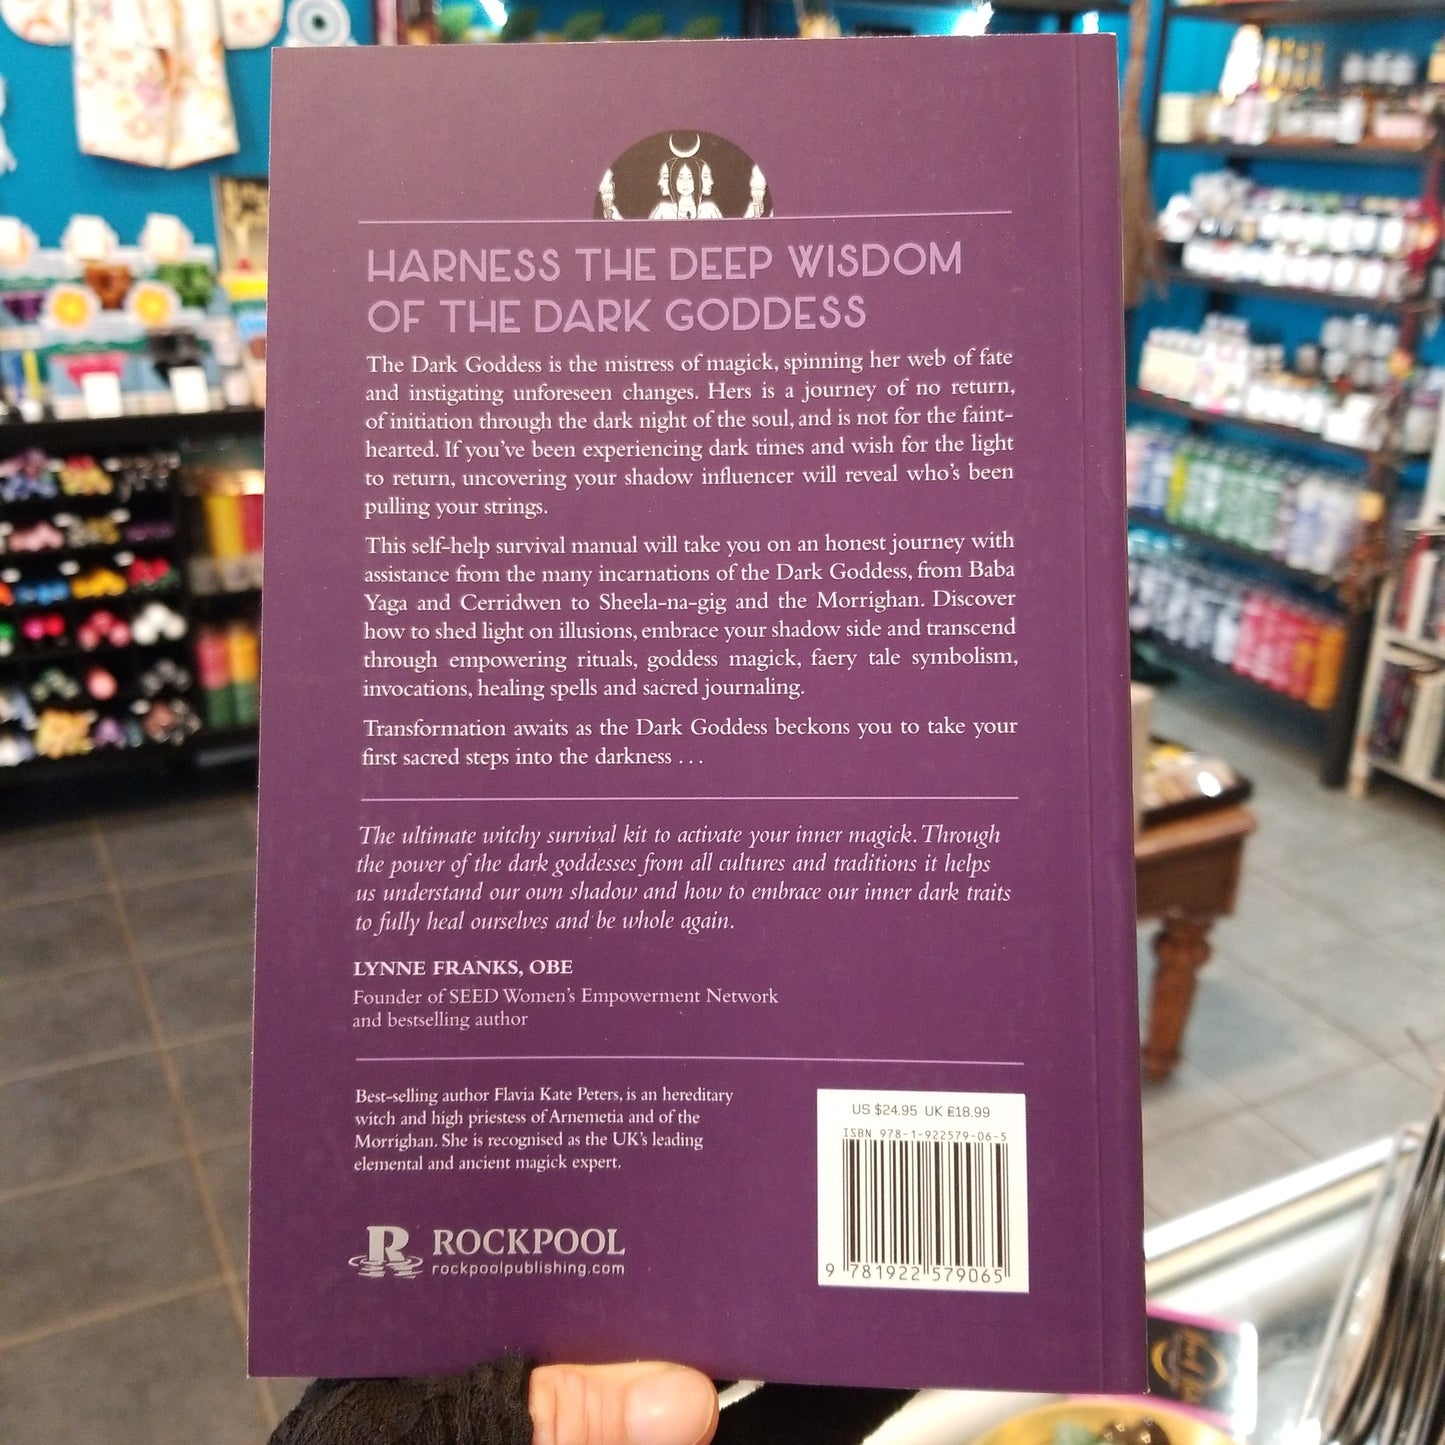 HARNESS THE DEEP WISDOM
OF THE DARK GODDESS
The Dark Goddess is the mistress of magick, spinning her web of fate
and instigating unforeseen changes. Hers is a journey of no return,
of initiation through the dark night of the soul, and is not for the faint-
hearted. If you've been experiencing dark times and wish for the light
to return, uncovering your shadow influencer will reveal who's been
pulling your strings.
This self-help survival manual will take you on an honest journey with
assistance from the many incarnations of the Dark Goddess, from Baba
Yaga and Cerridwen to Sheela-na-gig and the Morrighan. Discover
how to shed light on illusions, embrace your shadow side and transcend
through empowering rituals, goddess magick, faery tale symbolism,
invocations, healing spells and sacred journaling.
Transformation awaits as the Dark Goddess beckons you to take your
first sacred steps into the darkness . . .
The ultimate witchy survival kit to activate your inner magick. Through
the power of the dark goddesses from all cultures and traditions it helps
us understand our own shadow and how to embrace our inner dark traits
to fully heal ourselves and be whole again.
LYNNE FRANKS, OBE
Founder of SEED Women's Empowerment Network
and bestselling author
Best-selling author Flavia Kate Peters, is an hereditary
witch and high priestess of Arnemetia and of the
Morrighan. She is recognised as the UK's leading
elemental and ancient magick expert.
R ROCKPOOL
rockpoolpublishing.com
US $24.95 UK £18.99
ISBN 978-1-922579-06-5
9 781922 579065